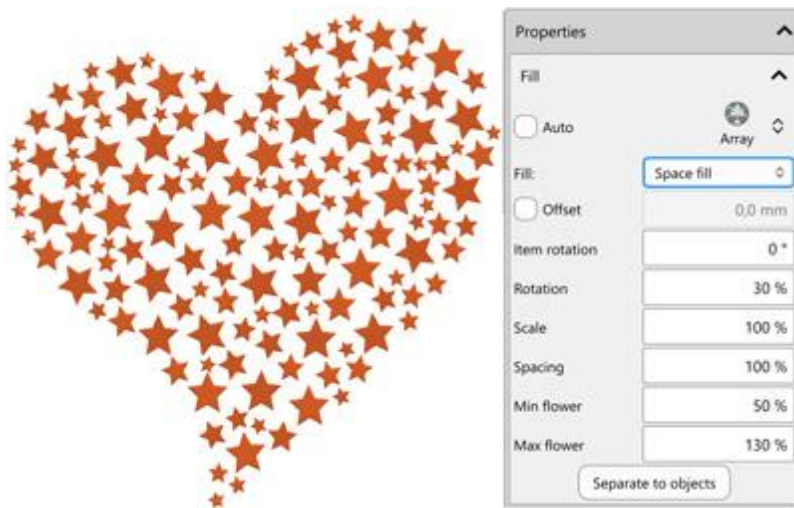 Properties
Fill
Auto
Array
Fill: Space fill
Offset 0,0 mm
Item rotation 0 °
Rotation 30 %
Scale 100 %
Spacing 100 %
Min flower 50 %
Max flower 130 %
Separate to objects